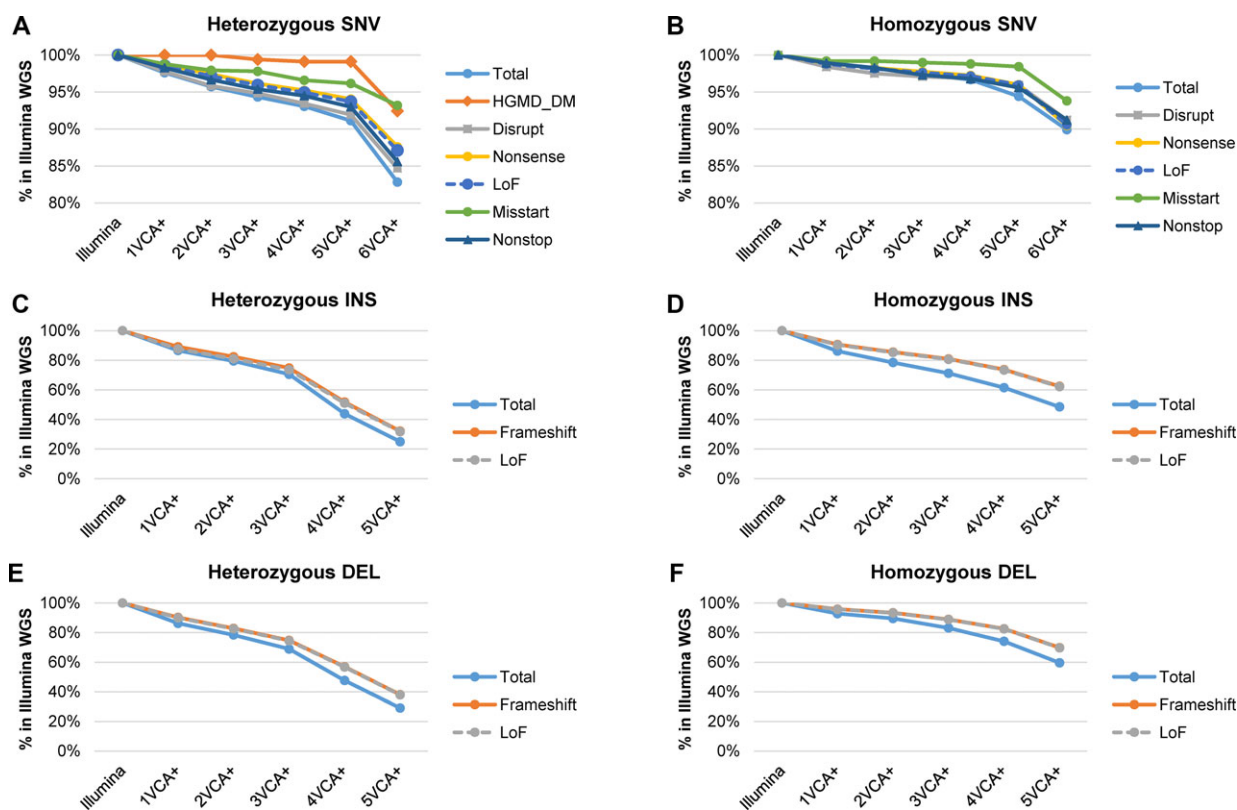 A
Heterozygous SNV
% in Illumina WGS
100%
95%
90%
85%
80%
Illumina
1VCA+
2VCA+
3VCA+
4VCA+
5VCA+
6VCA+
Total
HGMD_DM
Disrupt
Nonsense
LoF
Misstart
Nonstop
B
Homozygous SNV
% in Illumina WGS
100%
95%
90%
85%
80%
Illumina
1VCA+
2VCA+
3VCA+
4VCA+
5VCA+
6VCA+
Total
Disrupt
Nonsense
LoF
Misstart
Nonstop
C
Heterozygous INS
% in Illumina WGS
100%
80%
60%
40%
20%
0%
Illumina
1VCA+
2VCA+
3VCA+
4VCA+
5VCA+
Total
Frameshift
LoF
D
Homozygous INS
% in Illumina WGS
100%
80%
60%
40%
20%
0%
Illumina
1VCA+
2VCA+
3VCA+
4VCA+
5VCA+
Total
Frameshift
LoF
E
Heterozygous DEL
% in Illumina WGS
100%
80%
60%
40%
20%
0%
Illumina
1VCA+
2VCA+
3VCA+
4VCA+
5VCA+
Total
Frameshift
LoF
F
Homozygous DEL
% in Illumina WGS
100%
80%
60%
40%
20%
0%
Illumina
1VCA+
2VCA+
3VCA+
4VCA+
5VCA+
Total
Frameshift
LoF